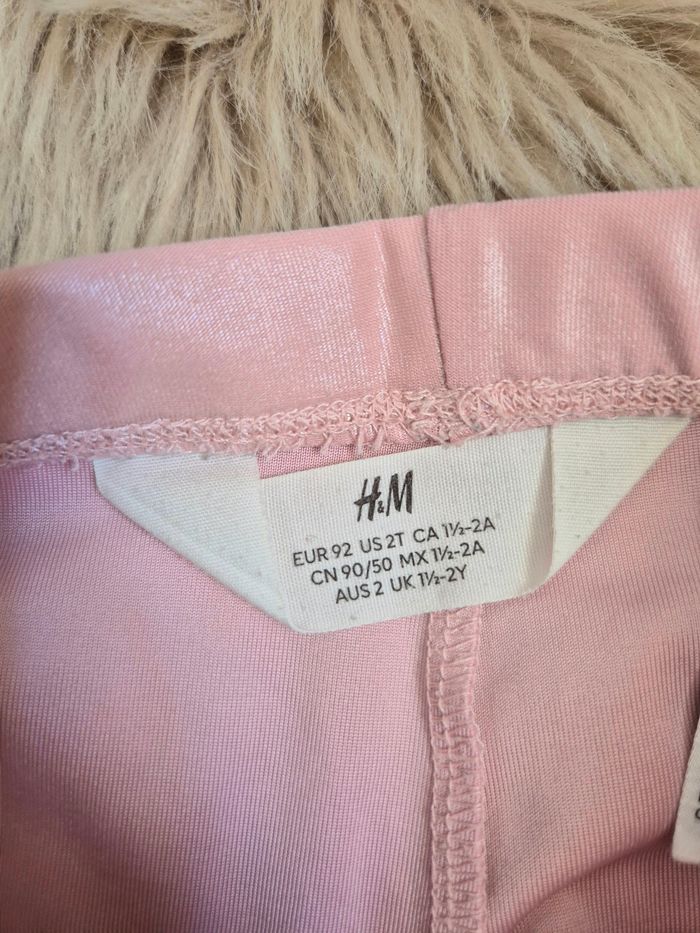 H&M
EUR 92 US 2T CA 1½-2A
CN 90/50 MX 1½-2A
AUS 2 UK 1½-2Y